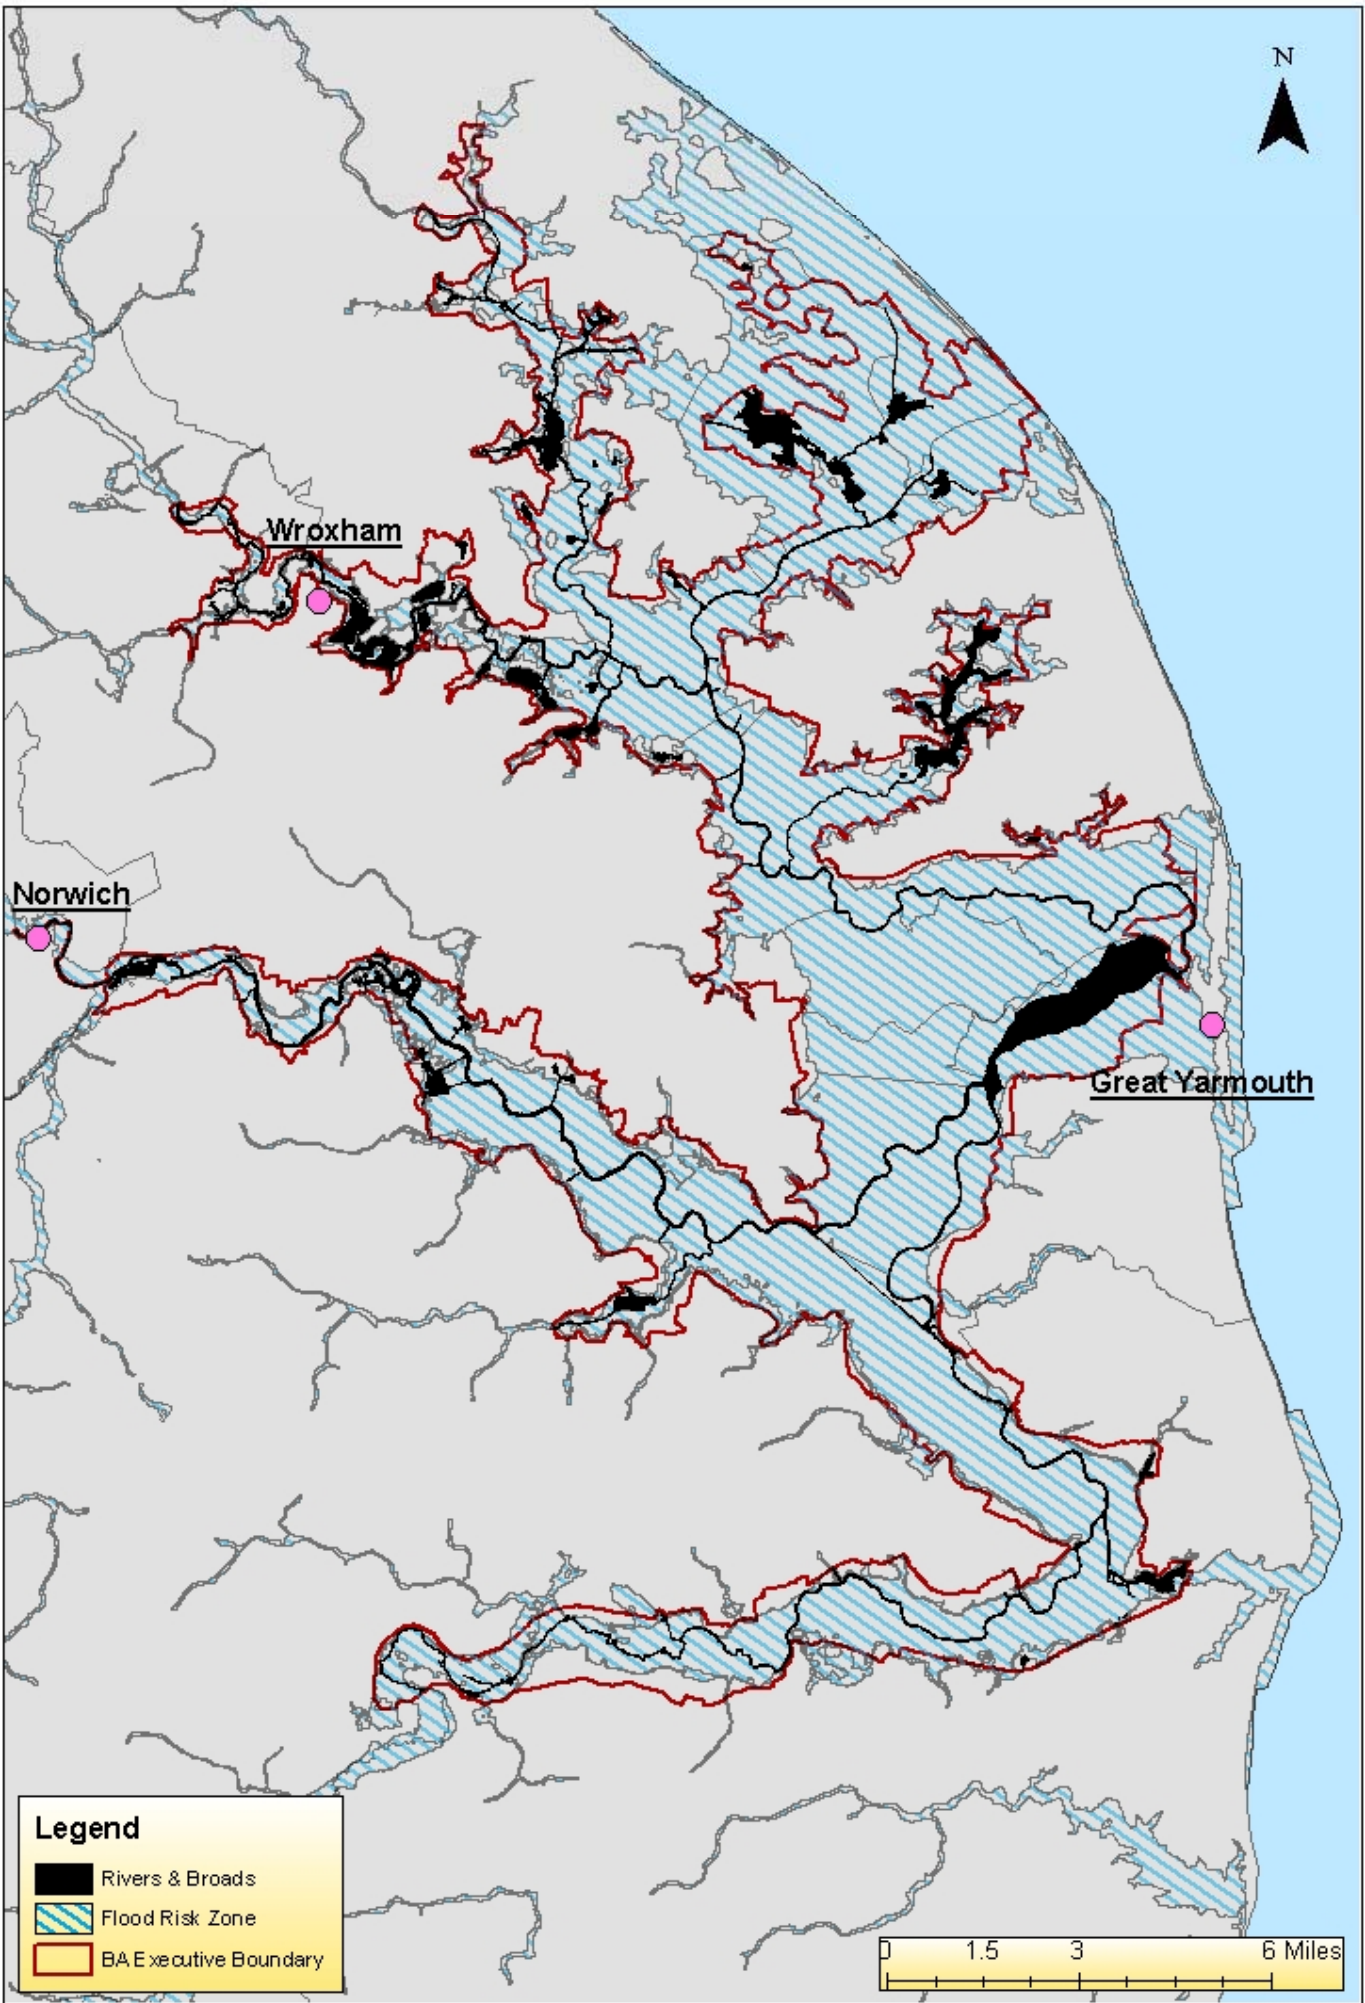 N
Wroxham
Norwich
Great Yarmouth
Legend
Rivers & Broads
Flood Risk Zone
BA Executive Boundary
0 1.5 3 6 Miles